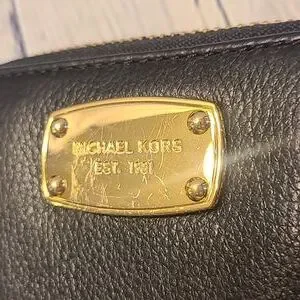 MICHAEL KORS
EST. 1981